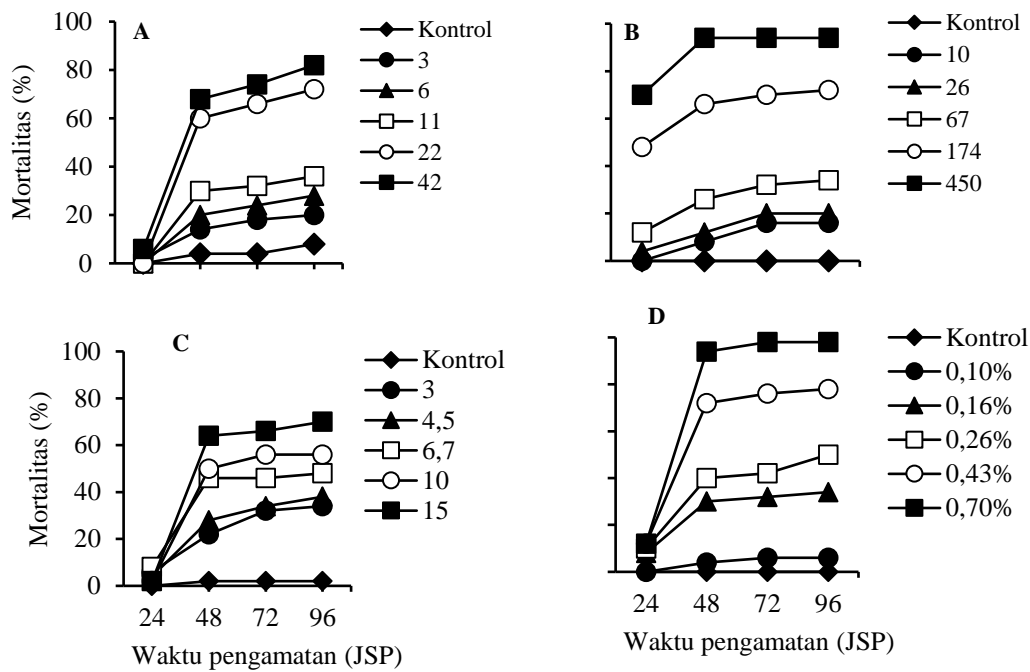 A
Mortalitas (%)
100
80
60
40
20
0
Kontrol
3
6
11
22
42
B
Kontrol
10
26
67
174
450
C
Mortalitas (%)
100
80
60
40
20
0
24 48 72 96
Waktu pengamatan (JSP)
Kontrol
3
4,5
6,7
10
15
D
24 48 72 96
Waktu pengamatan (JSP)
Kontrol
0,10%
0,16%
0,26%
0,43%
0,70%